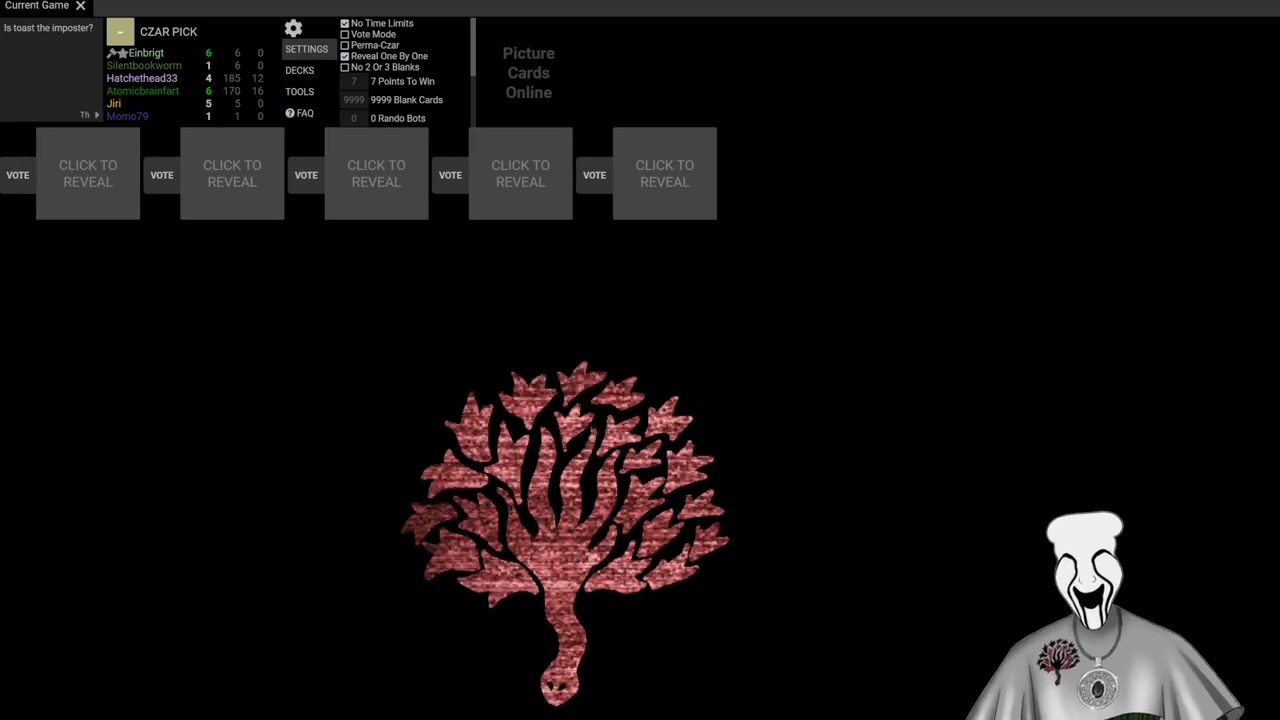 Current Game
Is toast the imposter?
Th
- CZAR PICK
Einbrigt 6 6 0
Silentbookworm 1 6 0
Hatchethead33 4 185 12
Atomicbrainfart 6 170 16
Jiri 5 5 0
Momo79 1 1 0
SETTINGS
DECKS
TOOLS
FAQ
No Time Limits
Vote Mode
Perma-Czar
Reveal One By One
No 2 Or 3 Blanks
7 7 Points To Win
9999 9999 Blank Cards
0 0 Rando Bots
Picture
Cards
Online
VOTE
CLICK TO
REVEAL
VOTE
CLICK TO
REVEAL
VOTE
CLICK TO
REVEAL
VOTE
CLICK TO
REVEAL
VOTE
CLICK TO
REVEAL